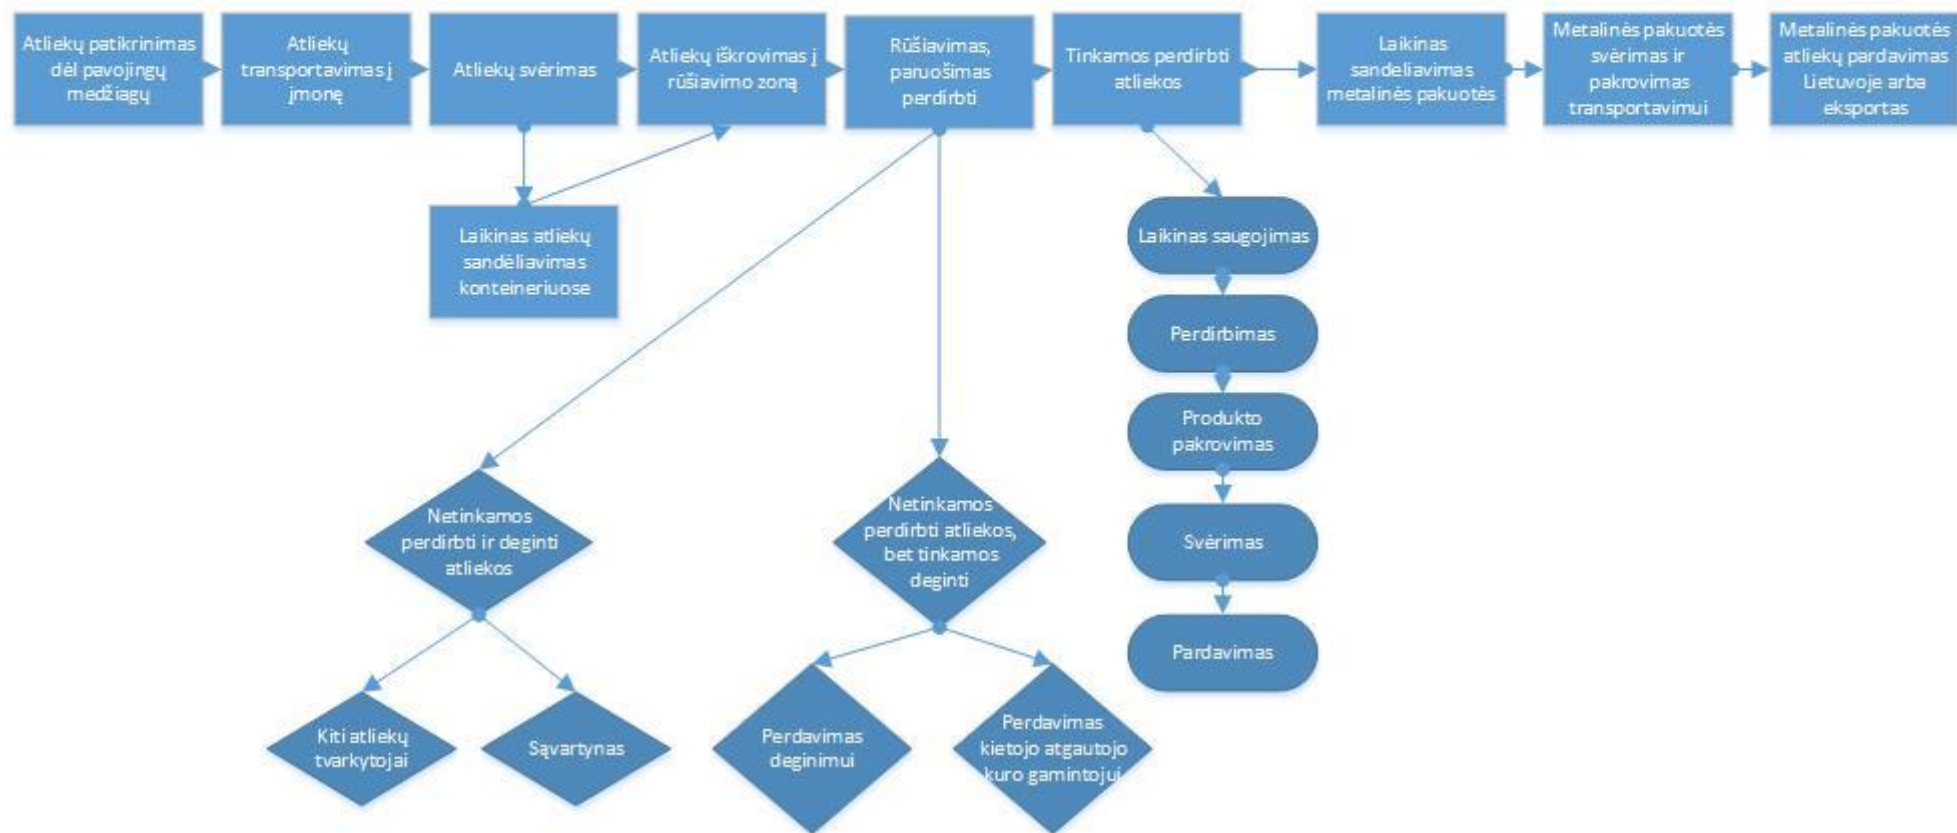 Atliekų patikrinimas
dėl pavojingų
medžiagų
Atliekų
transportavimas į
įmonę
Atliekų svėrimas
Atliekų iškrovimas į
rūšiavimo zoną
Rūšiavimas,
paruošimas
perdirbti
Tinkamos perdirbti
atliekos
Laikinas
sandeliavimas
metalinės pakuotės
Metalinės pakuotės
svėrimas ir
pakrovimas
transportavimui
Metalinės pakuotės
atliekų pardavimas
Lietuvoje arba
eksportas
Laikinas atliekų
sandėliavimas
konteineriuose
Laikinas saugojimas
Perdirbimas
Produkto
pakrovimas
Svėrimas
Pardavimas
Netinkamos
perdirbti ir deginti
atliekos
Netinkamos
perdirbti atliekos,
bet tinkamos
deginti
Kiti atliekų
tvarkytojai
Sąvartynas
Perdavimas
deginimui
Perdavimas
kietojo atgautojo
kuro gamintojui